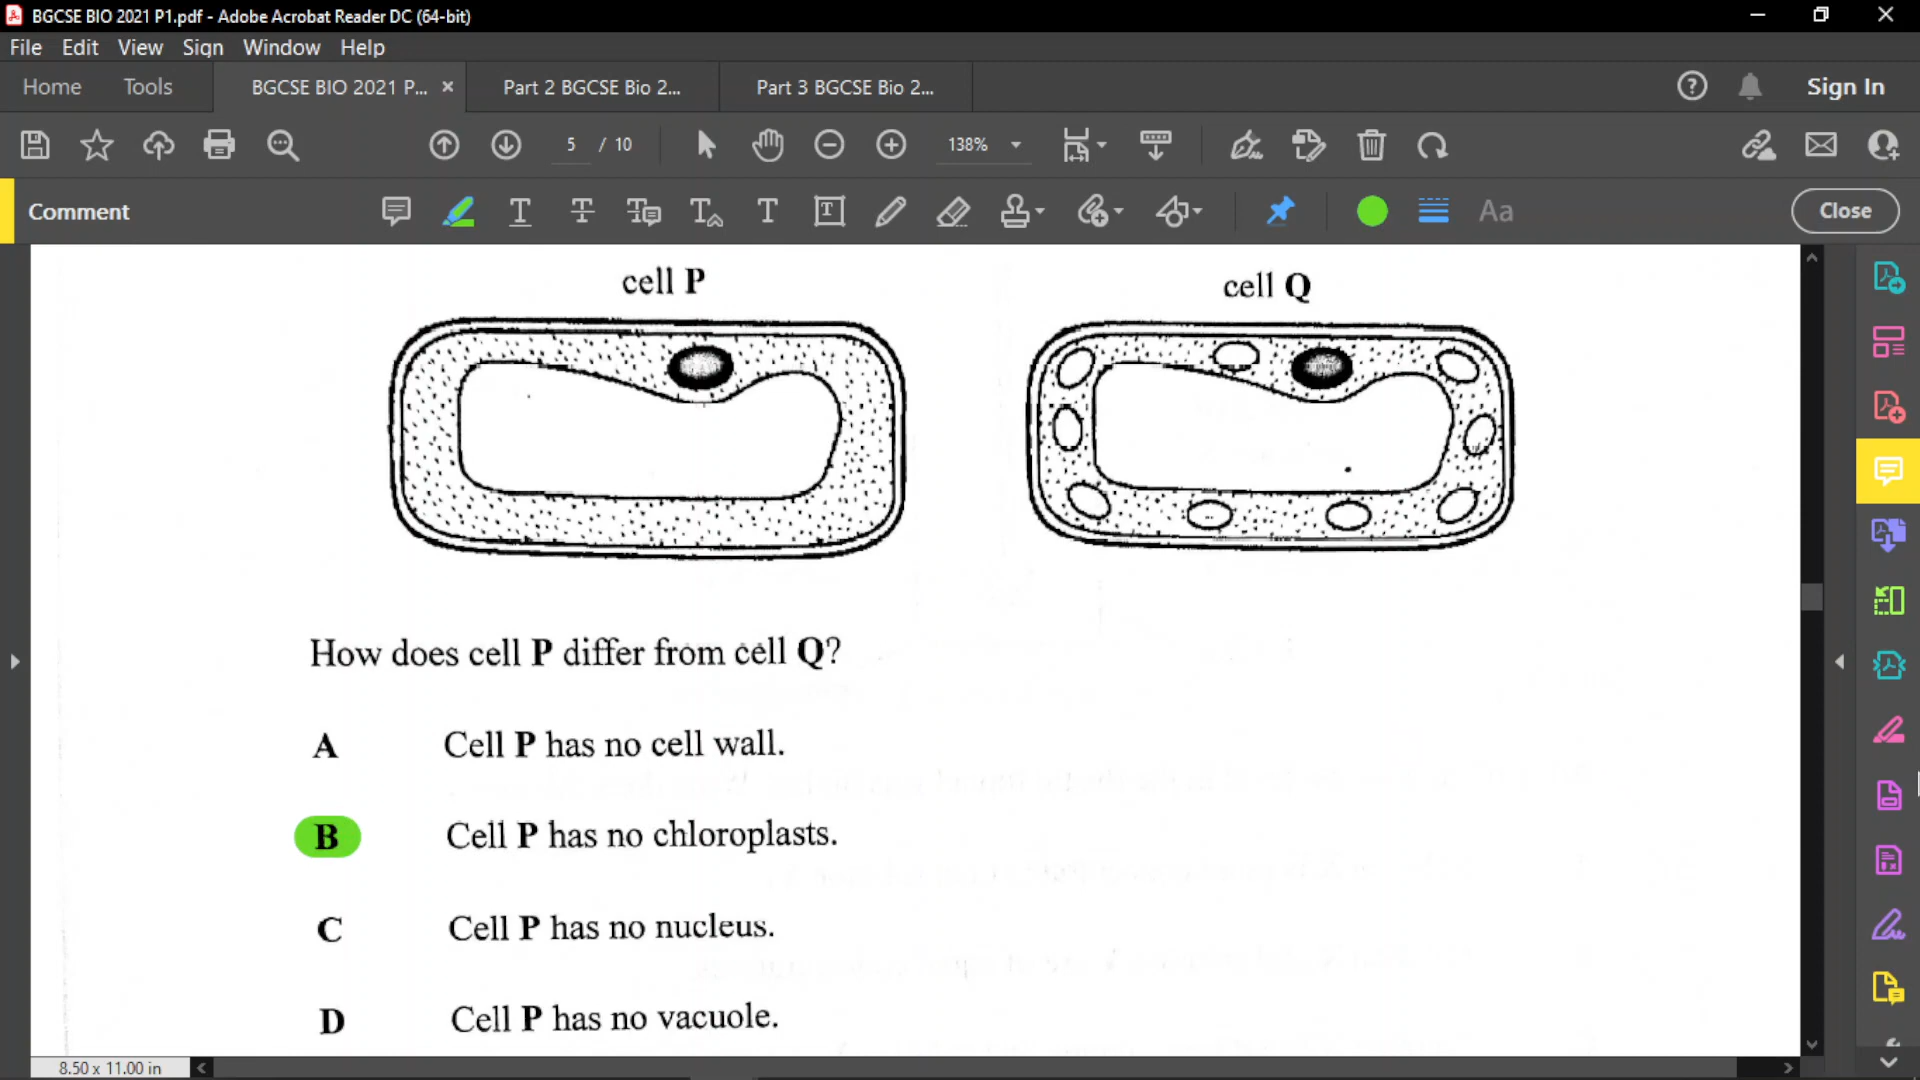 BGCSE BIO 2021 P1.pdf - Adobe Acrobat Reader DC (64-bit)
File Edit View Sign Window Help
Home Tools BGCSE BIO 2021 P... × Part 2 BGCSE Bio 2... Part 3 BGCSE Bio 2... Sign In
5 / 10 138%
Comment Aa Close
cell P cell Q
How does cell P differ from cell Q?
A Cell P has no cell wall.
B Cell P has no chloroplasts.
C Cell P has no nucleus.
D Cell P has no vacuole.
8.50 x 11.00 in